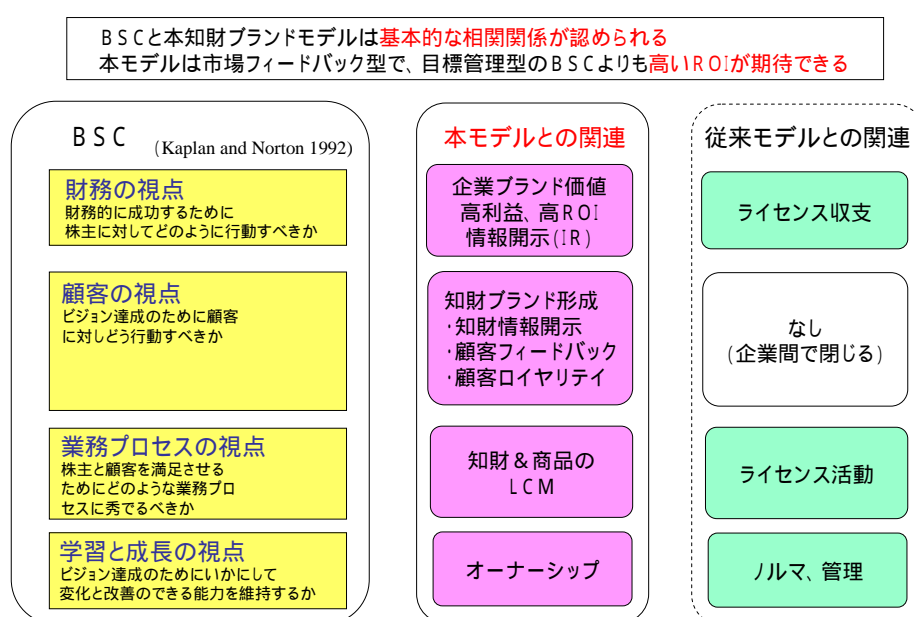 BSCと本知財ブランドモデルは基本的な相関関係が認められる
本モデルは市場フィードバック型で、目標管理型のBSCよりも高いROIが期待できる
BSC (Kaplan and Norton 1992)
財務の視点
財務的に成功するために
株主に対してどのように行動すべきか
顧客の視点
ビジョン達成のために顧客
に対しどう行動すべきか
業務プロセスの視点
株主と顧客を満足させる
ためにどのような業務プロ
セスに秀でるべきか
学習と成長の視点
ビジョン達成のためにいかにして
変化と改善のできる能力を維持するか
本モデルとの関連
企業ブランド価値
高利益、高ROI
情報開示(IR)
知財ブランド形成
・知財情報開示
・顧客フィードバック
・顧客ロイヤリテイ
知財&商品の
LCM
オーナーシップ
従来モデルとの関連
ライセンス収支
なし
(企業間で閉じる)
ライセンス活動
ノルマ、管理